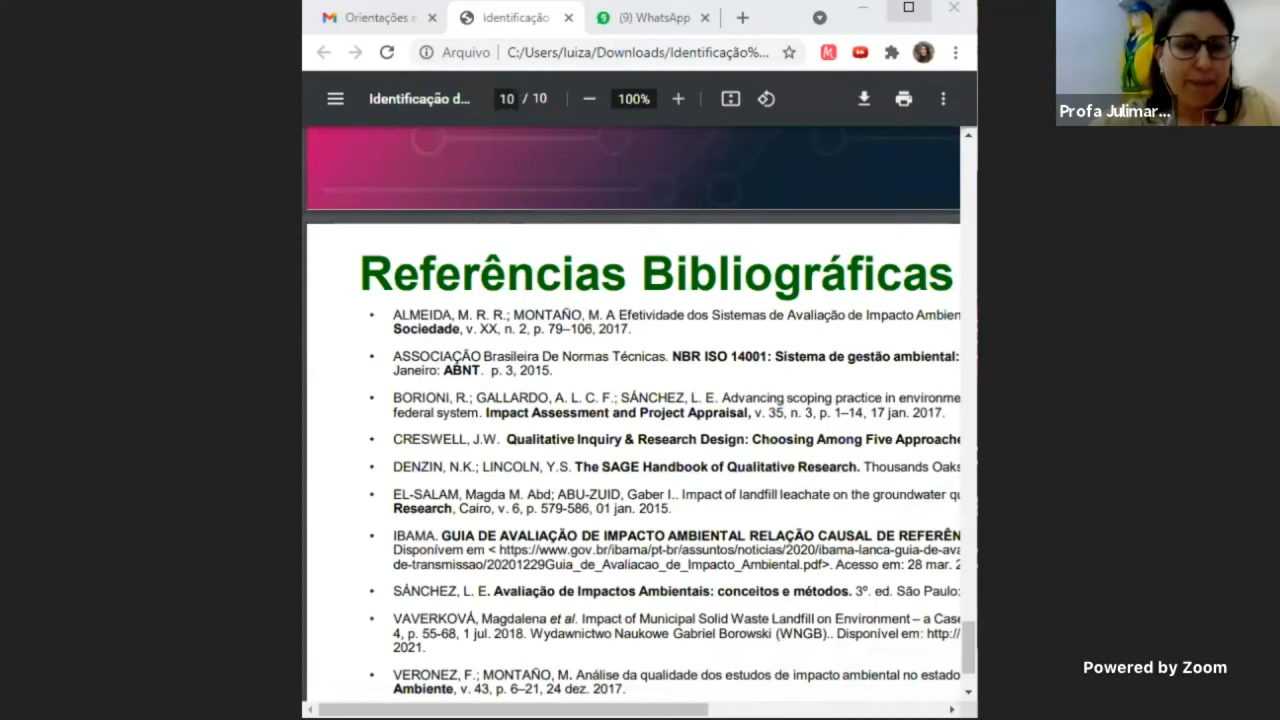 Orientações e
Identificação
(9) WhatsApp
Arquivo
C:/Users/luiza/Downloads/Identificação%...
Identificação d...
10 / 10
100%
Profa Julimar...
Referências Bibliográficas
• ALMEIDA, M. R. R.; MONTAÑO, M. A Efetividade dos Sistemas de Avaliação de Impacto Ambien
Sociedade, v. XX, n. 2, p. 79–106, 2017.
• ASSOCIAÇÃO Brasileira De Normas Técnicas. NBR ISO 14001: Sistema de gestão ambiental:
Janeiro: ABNT. p. 3, 2015.
• BORIONI, R.; GALLARDO, A. L. C. F.; SÁNCHEZ, L. E. Advancing scoping practice in environme
federal system. Impact Assessment and Project Appraisal, v. 35, n. 3, p. 1–14, 17 jan. 2017.
• CRESWELL, J.W. Qualitative Inquiry & Research Design: Choosing Among Five Approache
• DENZIN, N.K.; LINCOLN, Y.S. The SAGE Handbook of Qualitative Research. Thousands Oaks
• EL-SALAM, Magda M. Abd; ABU-ZUID, Gaber I.. Impact of landfill leachate on the groundwater qu
Research, Cairo, v. 6, p. 579-586, 01 jan. 2015.
• IBAMA. GUIA DE AVALIAÇÃO DE IMPACTO AMBIENTAL RELAÇÃO CAUSAL DE REFERÊN
Disponívem em < https://www.gov.br/ibama/pt-br/assuntos/noticias/2020/ibama-lanca-guia-de-ava
de-transmissao/20201229Guia_de_Avaliacao_de_Impacto_Ambiental.pdf>. Acesso em: 28 mar. 2
• SÁNCHEZ, L. E. Avaliação de Impactos Ambientais: conceitos e métodos. 3º. ed. São Paulo:
• VAVERKOVÁ, Magdalena et al. Impact of Municipal Solid Waste Landfill on Environment – a Case
4, p. 55-68, 1 jul. 2018. Wydawnictwo Naukowe Gabriel Borowski (WNGB).. Disponível em: http://
2021.
• VERONEZ, F.; MONTAÑO, M. Análise da qualidade dos estudos de impacto ambiental no estado
Ambiente, v. 43, p. 6–21, 24 dez. 2017.
Powered by Zoom